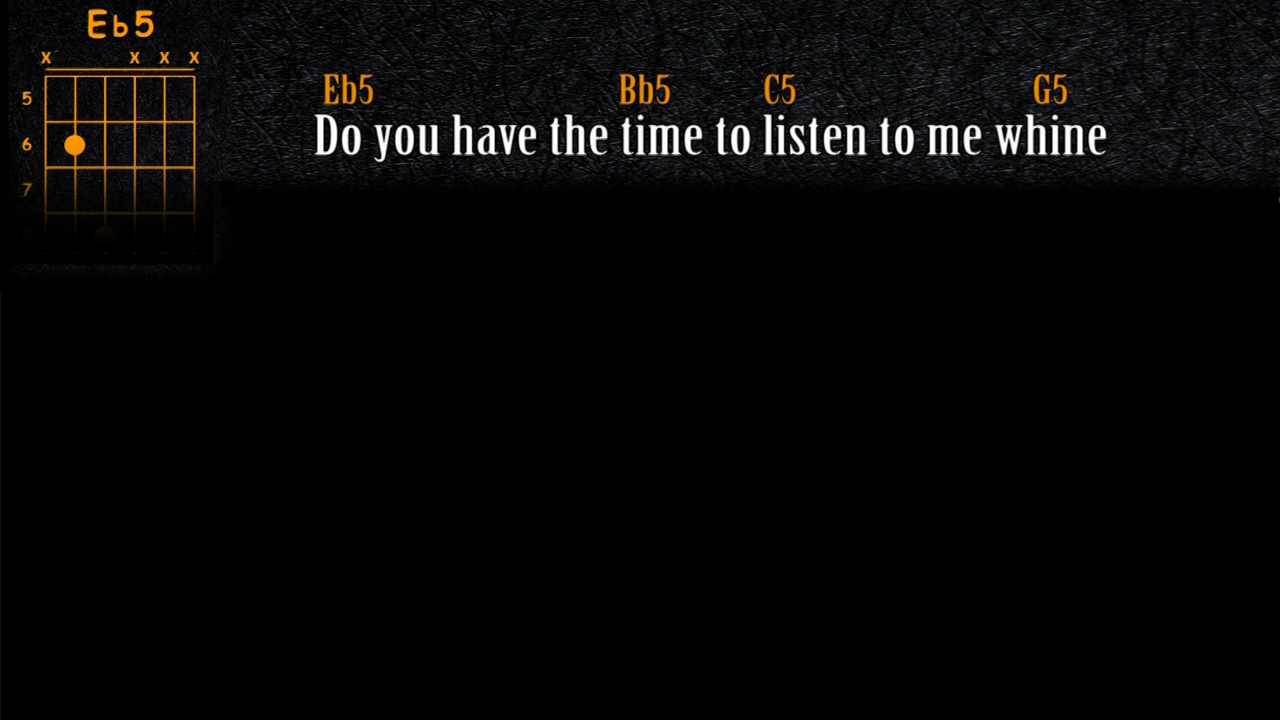 Eb5
x x x x
5
6
7
Eb5 Bb5 C5 G5
Do you have the time to listen to me whine